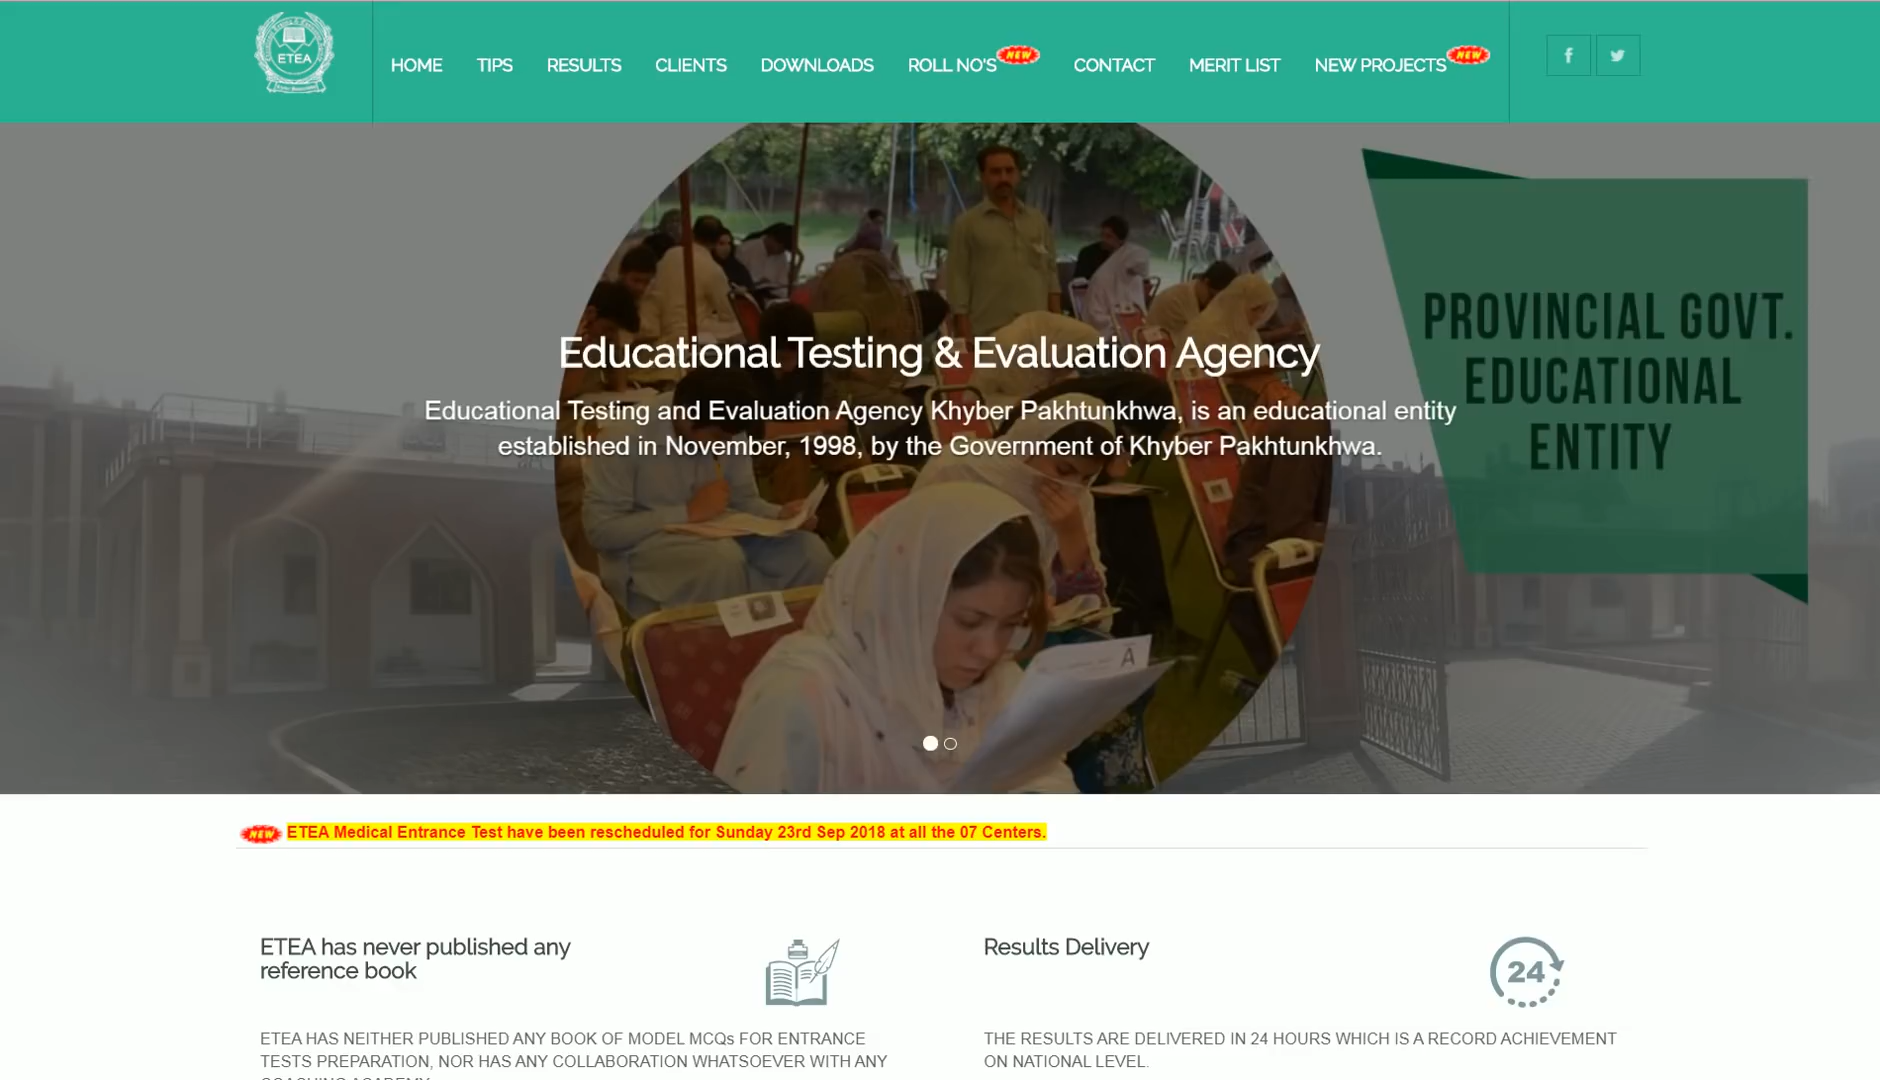 ETEA
HOME TIPS RESULTS CLIENTS DOWNLOADS ROLL NO'S NEW CONTACT MERIT LIST NEW PROJECTS NEW
f
PROVINCIAL GOVT.
EDUCATIONAL
ENTITY
Educational Testing & Evaluation Agency
Educational Testing and Evaluation Agency Khyber Pakhtunkhwa, is an educational entity
established in November, 1998, by the Government of Khyber Pakhtunkhwa.
A
NEW ETEA Medical Entrance Test have been rescheduled for Sunday 23rd Sep 2018 at all the 07 Centers.
ETEA has never published any
reference book
ETEA HAS NEITHER PUBLISHED ANY BOOK OF MODEL MCQs FOR ENTRANCE
TESTS PREPARATION, NOR HAS ANY COLLABORATION WHATSOEVER WITH ANY
Results Delivery
24
THE RESULTS ARE DELIVERED IN 24 HOURS WHICH IS A RECORD ACHIEVEMENT
ON NATIONAL LEVEL.